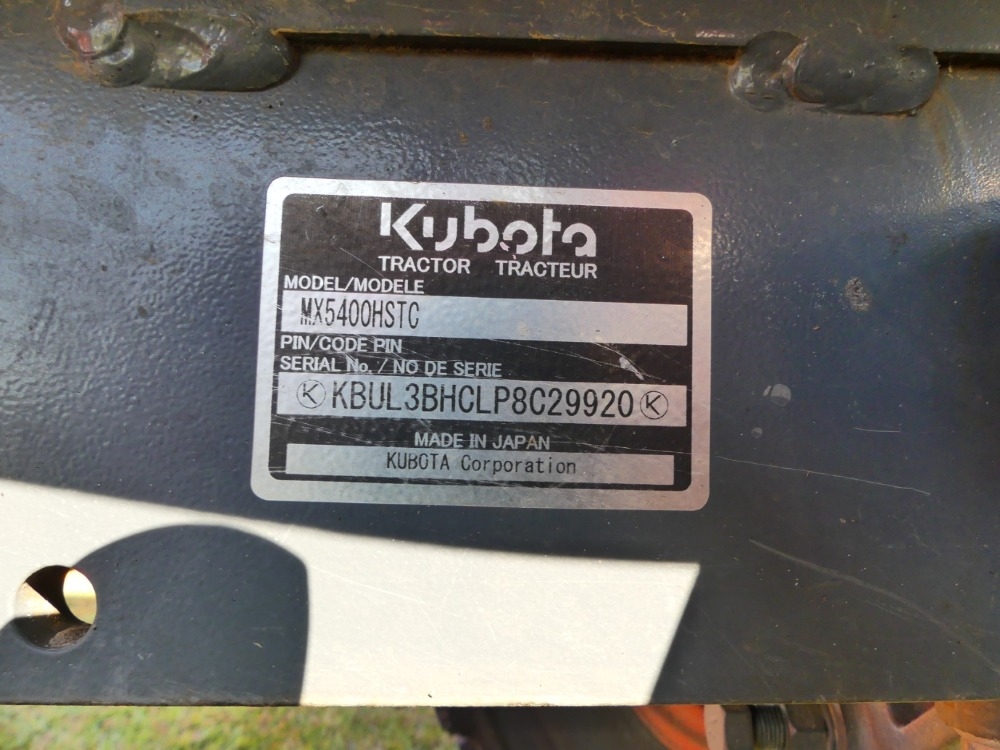 Kubota
TRACTOR TRACTEUR
MODEL/MODELE
MX5400HSTC
PIN/CODE PIN
SERIAL No. / NO DE SERIE
K KBUL3BHCLP8C29920 K
MADE IN JAPAN
KUBOTA Corporation